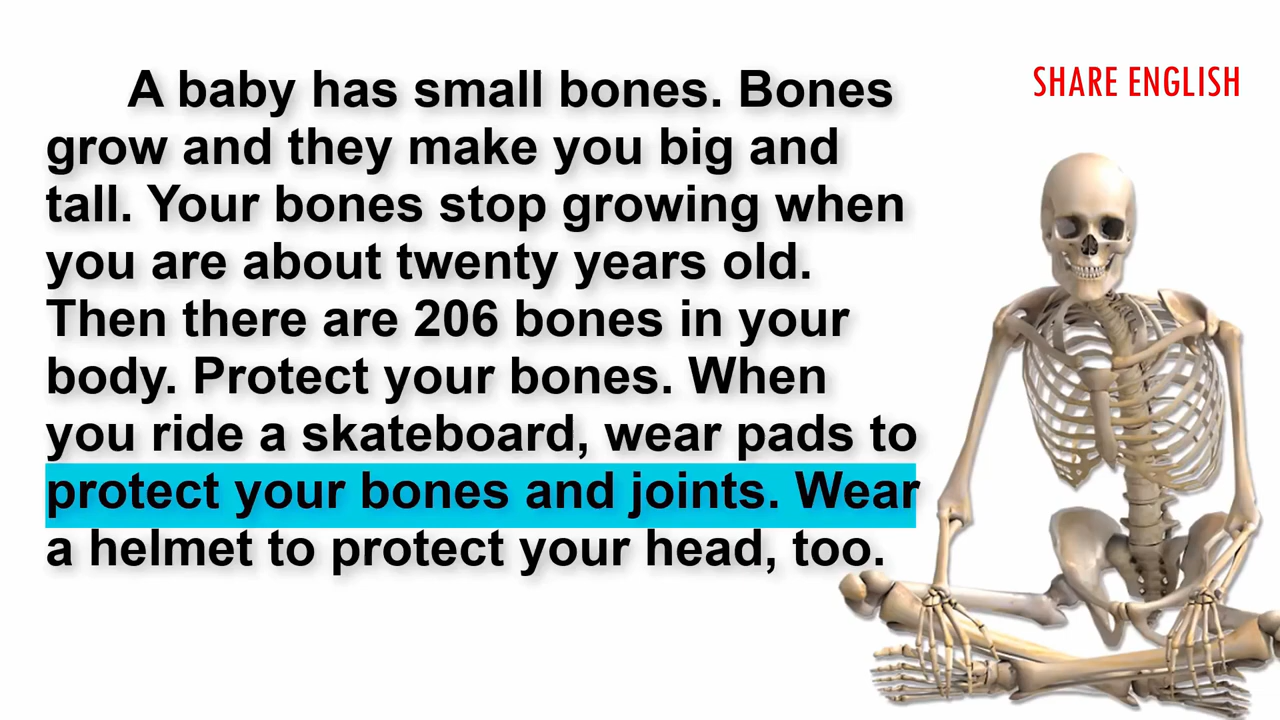 SHARE ENGLISH
A baby has small bones. Bones
grow and they make you big and
tall. Your bones stop growing when
you are about twenty years old.
Then there are 206 bones in your
body. Protect your bones. When
you ride a skateboard, wear pads to
protect your bones and joints. Wear
a helmet to protect your head, too.